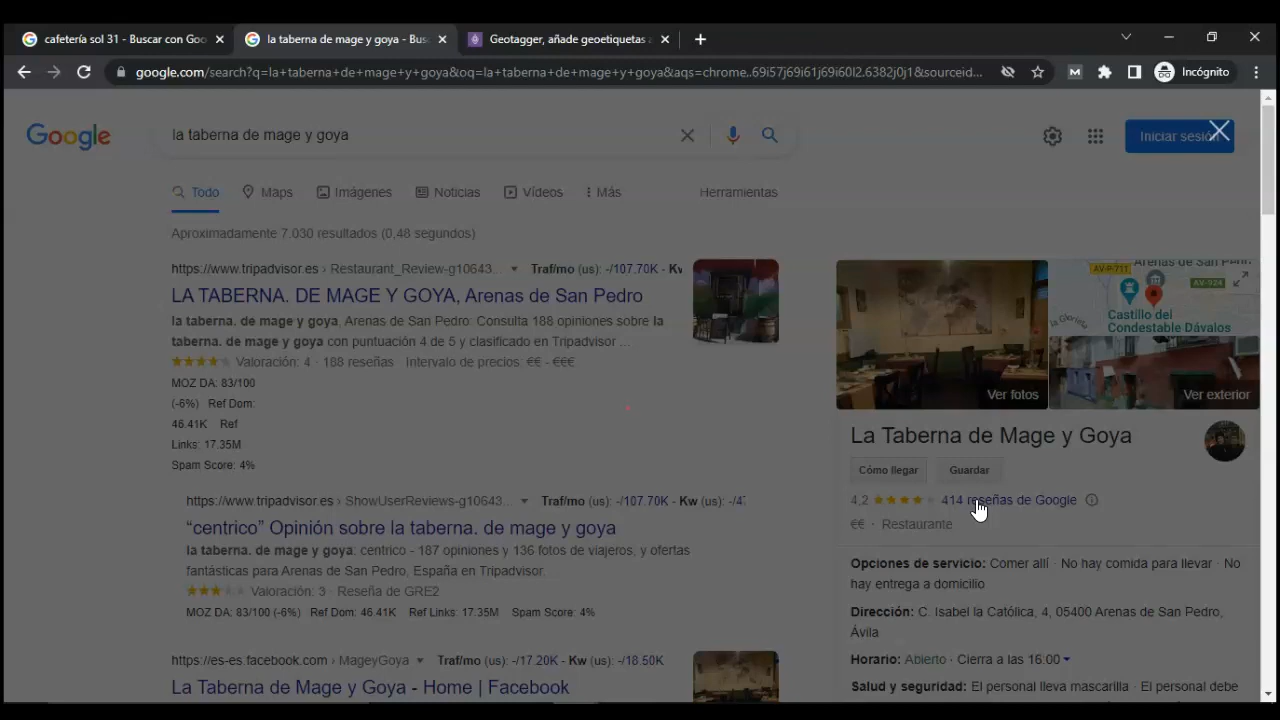 cafetería sol 31 - Buscar con Goo
la taberna de mage y goya - Bus
Geotagger, añade geoetiquetas a
google.com/search?q=la+taberna+de+mage+y+goya&oq=la+taberna+de+mage+y+goya&aqs=chrome..69i57j69i61j69i60l2.6382j0j1&sourceid...
Incógnito
Google
la taberna de mage y goya
Iniciar sesión
Todo
Maps
Imágenes
Noticias
Vídeos
Más
Herramientas
Aproximadamente 7.030 resultados (0,48 segundos)
https://www.tripadvisor.es › Restaurant_Review-g10643... Traf/mo (us): -/107.70K - Kw
LA TABERNA. DE MAGE Y GOYA, Arenas de San Pedro
la taberna. de mage y goya, Arenas de San Pedro: Consulta 188 opiniones sobre la
taberna. de mage y goya con puntuación 4 de 5 y clasificado en Tripadvisor ...
Valoración: 4 · 188 reseñas · Intervalo de precios: €€ - €€€
MOZ DA: 83/100
(-6%) Ref Dom:
46.41K Ref
Links: 17.35M
Spam Score: 4%
https://www.tripadvisor.es › ShowUserReviews-g10643... Traf/mo (us): -/107.70K - Kw (us): -/47
“centrico” Opinión sobre la taberna. de mage y goya
la taberna. de mage y goya: centrico - 187 opiniones y 136 fotos de viajeros, y ofertas
fantásticas para Arenas de San Pedro, España en Tripadvisor.
Valoración: 3 · Reseña de GRE2
MOZ DA: 83/100 (-6%) Ref Dom: 46.41K Ref Links: 17.35M Spam Score: 4%
https://es-es.facebook.com › MageyGoya Traf/mo (us): -/17.20K - Kw (us): -/18.50K
La Taberna de Mage y Goya - Home | Facebook
Arenas de San Pedro
AV-P-711
AV-924
la Glorieta
Castillo del
Condestable Dávalos
Ver fotos
Ver exterior
La Taberna de Mage y Goya
Cómo llegar
Guardar
4,2 414 reseñas de Google
€€ · Restaurante
Opciones de servicio: Comer allí · No hay comida para llevar · No
hay entrega a domicilio
Dirección: C. Isabel la Católica, 4, 05400 Arenas de San Pedro,
Ávila
Horario: Abierto · Cierra a las 16:00
Salud y seguridad: El personal lleva mascarilla · El personal debe